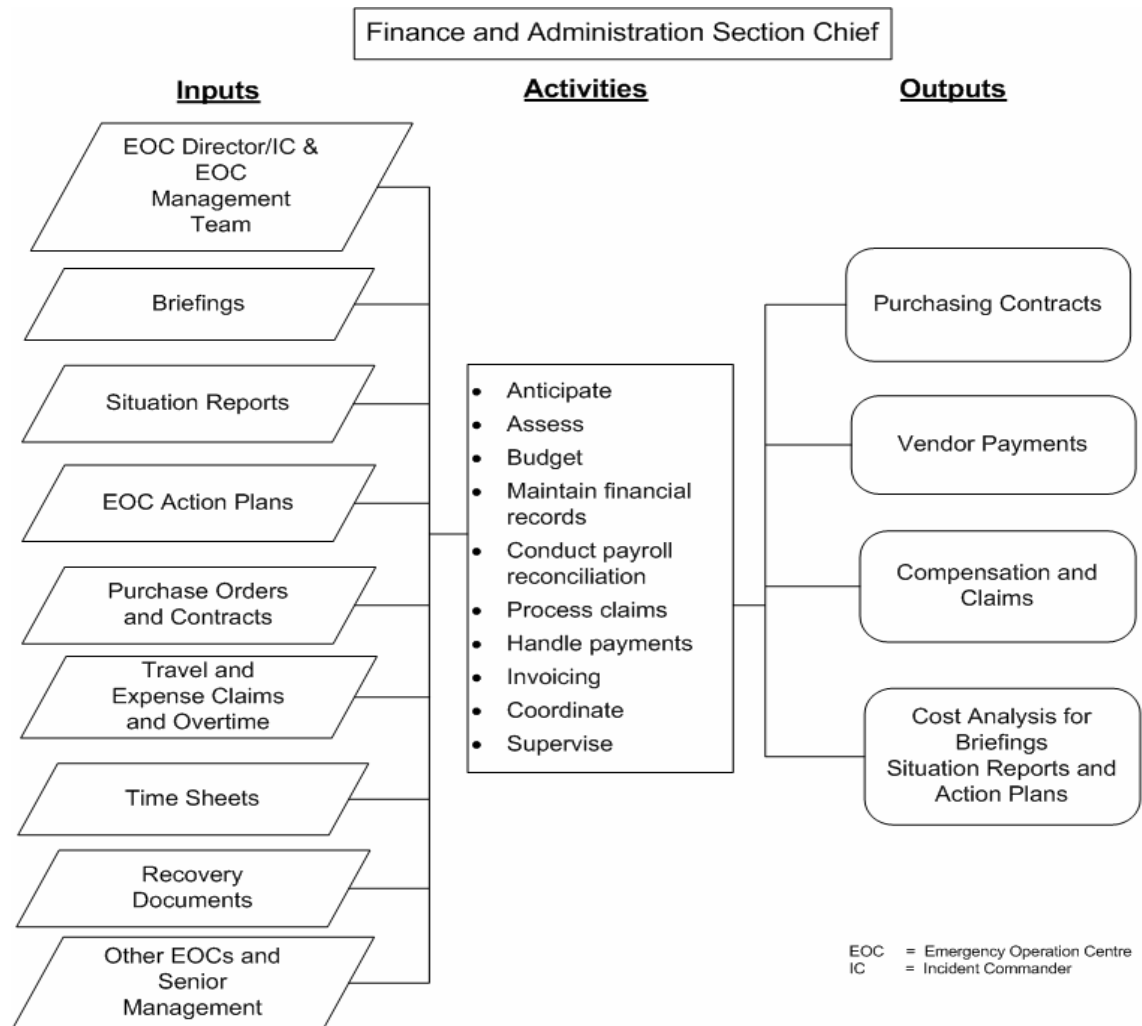 Finance and Administration Section Chief
Inputs
Activities
Outputs
EOC Director/IC &
EOC
Management
Team
Briefings
Situation Reports
EOC Action Plans
Purchase Orders
and Contracts
Travel and
Expense Claims
and Overtime
Time Sheets
Recovery
Documents
Other EOCs and
Senior
Management
• Anticipate
• Assess
• Budget
• Maintain financial
records
• Conduct payroll
reconciliation
• Process claims
• Handle payments
• Invoicing
• Coordinate
• Supervise
Purchasing Contracts
Vendor Payments
Compensation and
Claims
Cost Analysis for
Briefings
Situation Reports and
Action Plans
EOC = Emergency Operation Centre
IC = Incident Commander